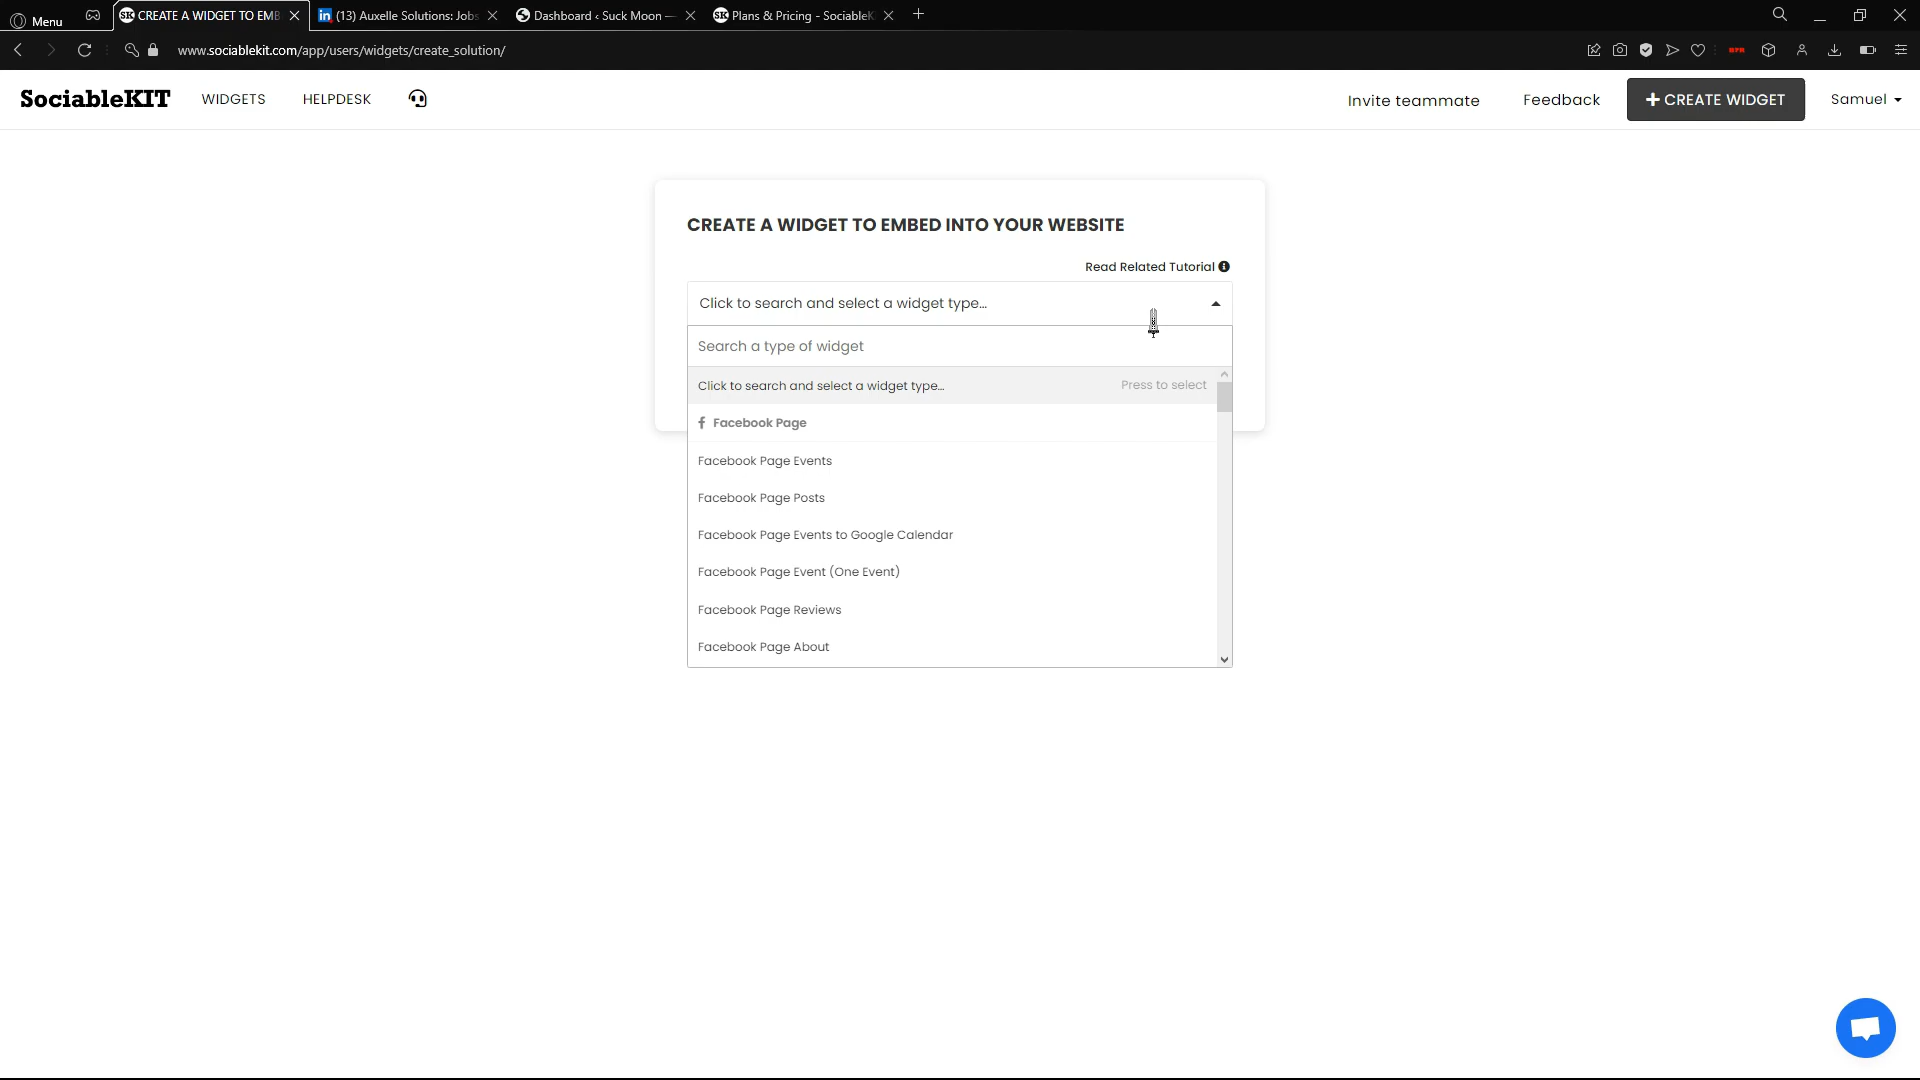 Menu
SK CREATE A WIDGET TO EMB
in (13) Auxelle Solutions: Jobs
Dashboard ‹ Suck Moon —
SK Plans & Pricing - SociableK
www.sociablekit.com/app/users/widgets/create_solution/
SociableKIT
WIDGETS
HELPDESK
Invite teammate
Feedback
+ CREATE WIDGET
Samuel
CREATE A WIDGET TO EMBED INTO YOUR WEBSITE
Read Related Tutorial
Click to search and select a widget type...
Search a type of widget
Click to search and select a widget type... Press to select
Facebook Page
Facebook Page Events
Facebook Page Posts
Facebook Page Events to Google Calendar
Facebook Page Event (One Event)
Facebook Page Reviews
Facebook Page About